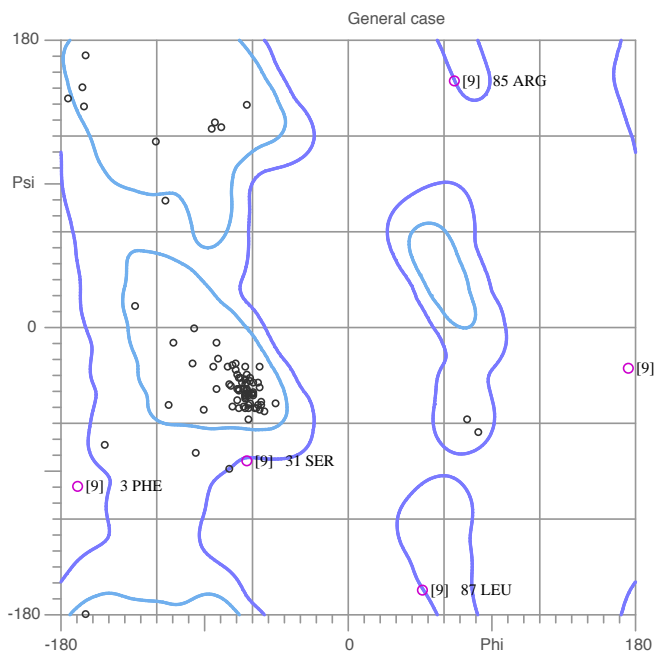 General case
180
[9] 85 ARG
Psi
0
[9]
[9] 31 SER
[9] 3 PHE
[9] 87 LEU
-180
-180 0 Phi 180